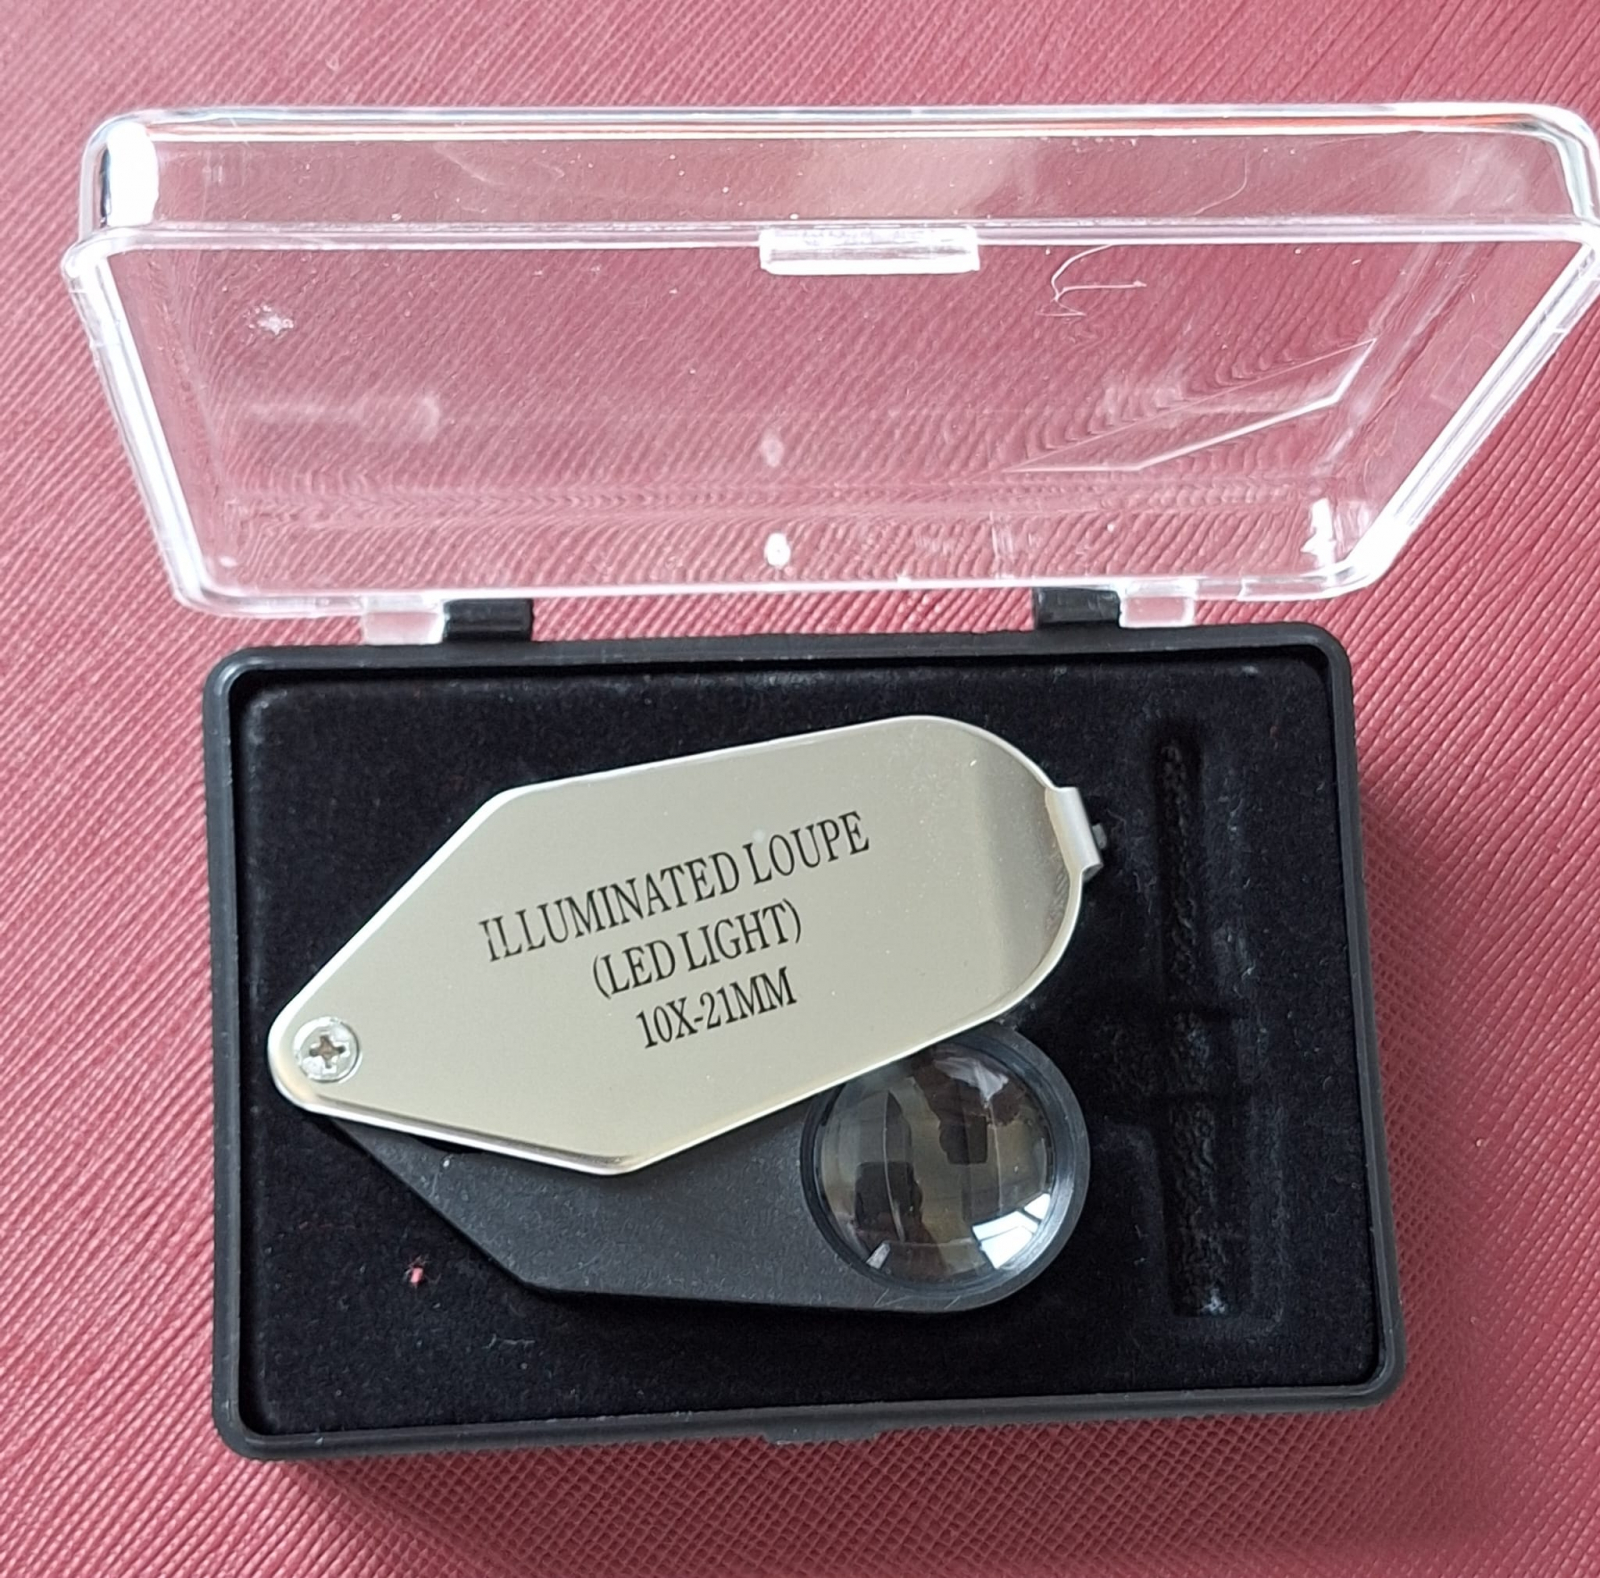 ILLUMINATED LOUPE
(LED LIGHT)
10X-21MM